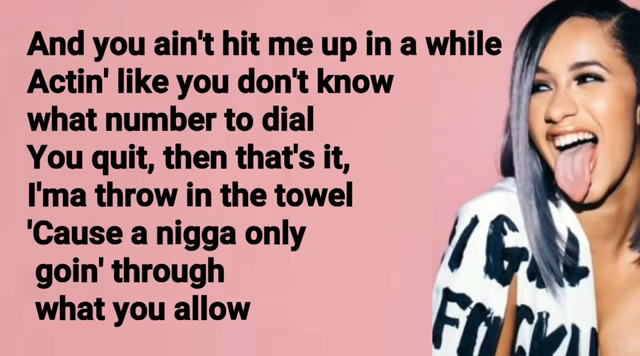 And you ain't hit me up in a while
Actin' like you don't know
what number to dial
You quit, then that's it,
I'ma throw in the towel
'Cause a nigga only
goin' through
what you allow